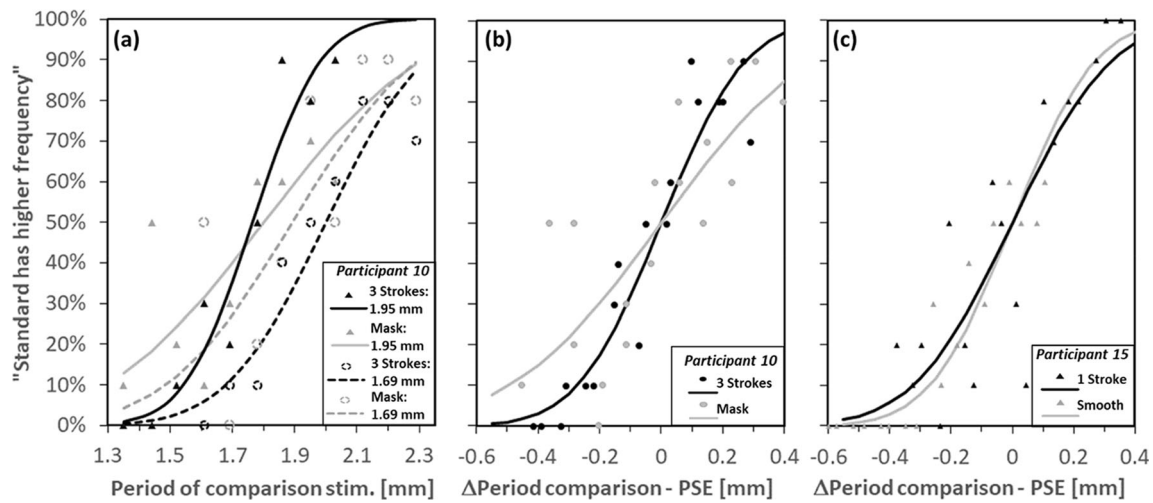 "Standard has higher frequency"
100%
90%
80%
70%
60%
50%
40%
30%
20%
10%
0%
(a)
Participant 10
3 Strokes:
1.95 mm
Mask:
1.95 mm
3 Strokes:
1.69 mm
Mask:
1.69 mm
1.3 1.5 1.7 1.9 2.1 2.3
Period of comparison stim. [mm]
(b)
Participant 10
3 Strokes
Mask
-0.6 -0.4 -0.2 0 0.2 0.4
ΔPeriod comparison - PSE [mm]
(c)
Participant 15
1 Stroke
Smooth
-0.6 -0.4 -0.2 0 0.2 0.4
ΔPeriod comparison - PSE [mm]